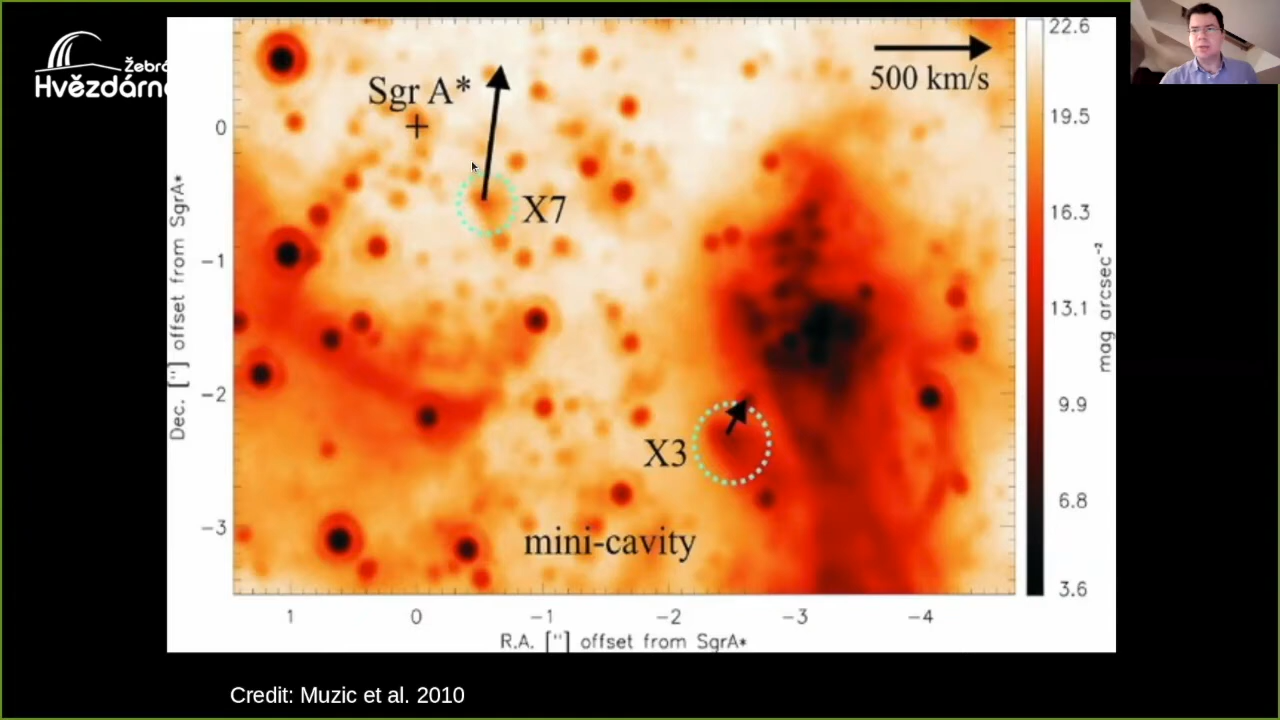 Žebrá
Hvězdárna
22.6
Sgr A*
500 km/s
0
19.5
X7
16.3
−1
13.1
Dec. ["] offset from SgrA*
mag arcsec⁻²
−2
9.9
X3
6.8
−3
mini-cavity
3.6
1 0 −1 −2 −3 −4
R.A. ["] offset from SgrA*
Credit: Muzic et al. 2010